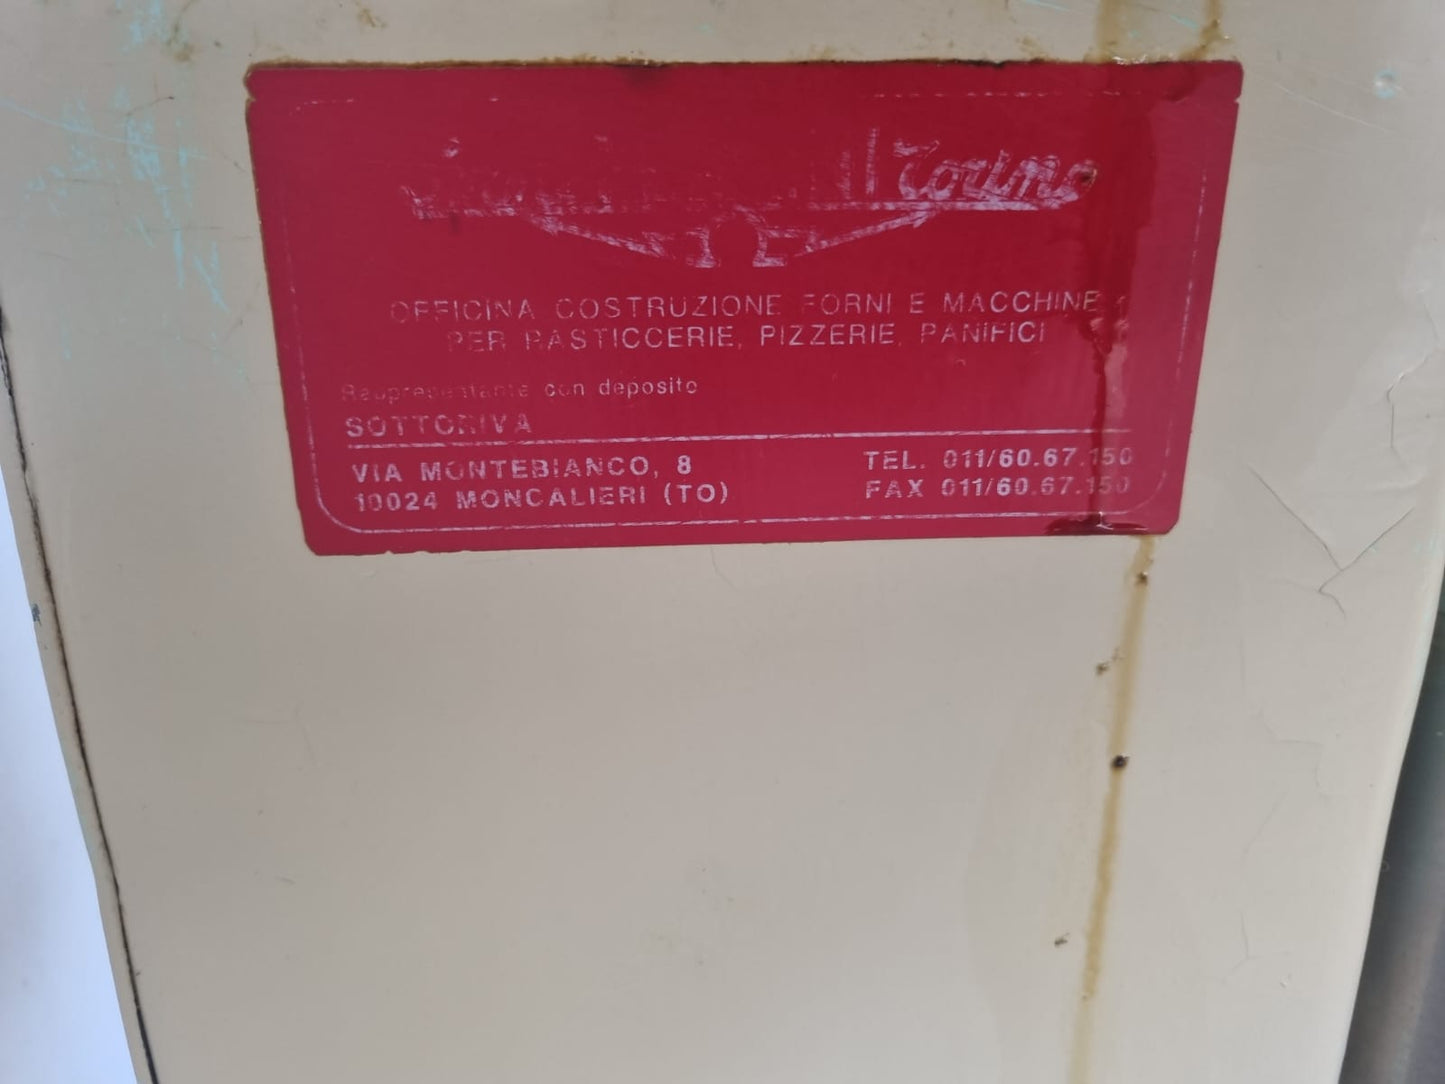 Torino
OFFICINA COSTRUZIONE FORNI E MACCHINE
PER PASTICCERIE, PIZZERIE, PANIFICI
con deposito
SOTTORIVA
VIA MONTEBIANCO, 8
TEL. 011/60.67.150
10024 MONCALIERI (TO)
FAX 011/60.67.150